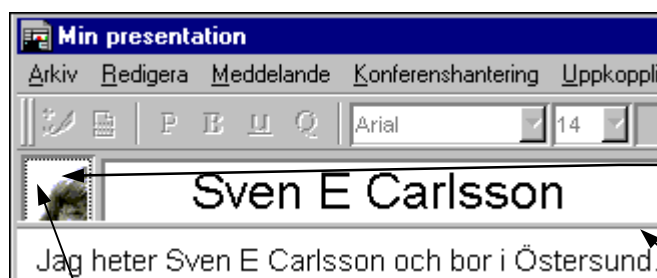 Min presentation
Arkiv Redigera Meddelande Konferenshantering Uppkoppli
P B U Q Arial 14
Sven E Carlsson
Jag heter Sven E Carlsson och bor i Östersund.